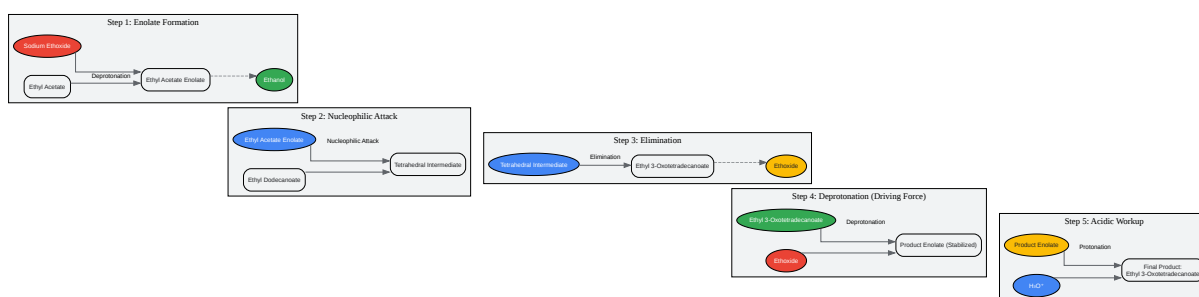 Step 1: Enolate Formation
Sodium Ethoxide
Deprotonation
Ethyl Acetate
Ethyl Acetate Enolate
Ethanol
Step 2: Nucleophilic Attack
Ethyl Acetate Enolate
Nucleophilic Attack
Ethyl Dodecanoate
Tetrahedral Intermediate
Step 3: Elimination
Tetrahedral Intermediate
Elimination
Ethyl 3-Oxotetradecanoate
Ethoxide
Step 4: Deprotonation (Driving Force)
Ethyl 3-Oxotetradecanoate
Deprotonation
Ethoxide
Product Enolate (Stabilized)
Step 5: Acidic Workup
Product Enolate
Protonation
H₃O⁺
Final Product:
Ethyl 3-Oxotetradecanoate